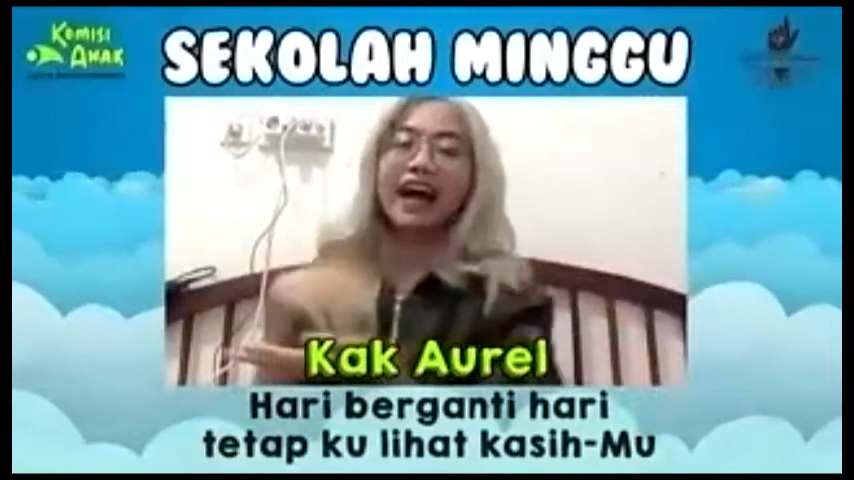 Komisi
Anak
SEKOLAH MINGGU
Kak Aurel
Hari berganti hari
tetap ku lihat kasih-Mu